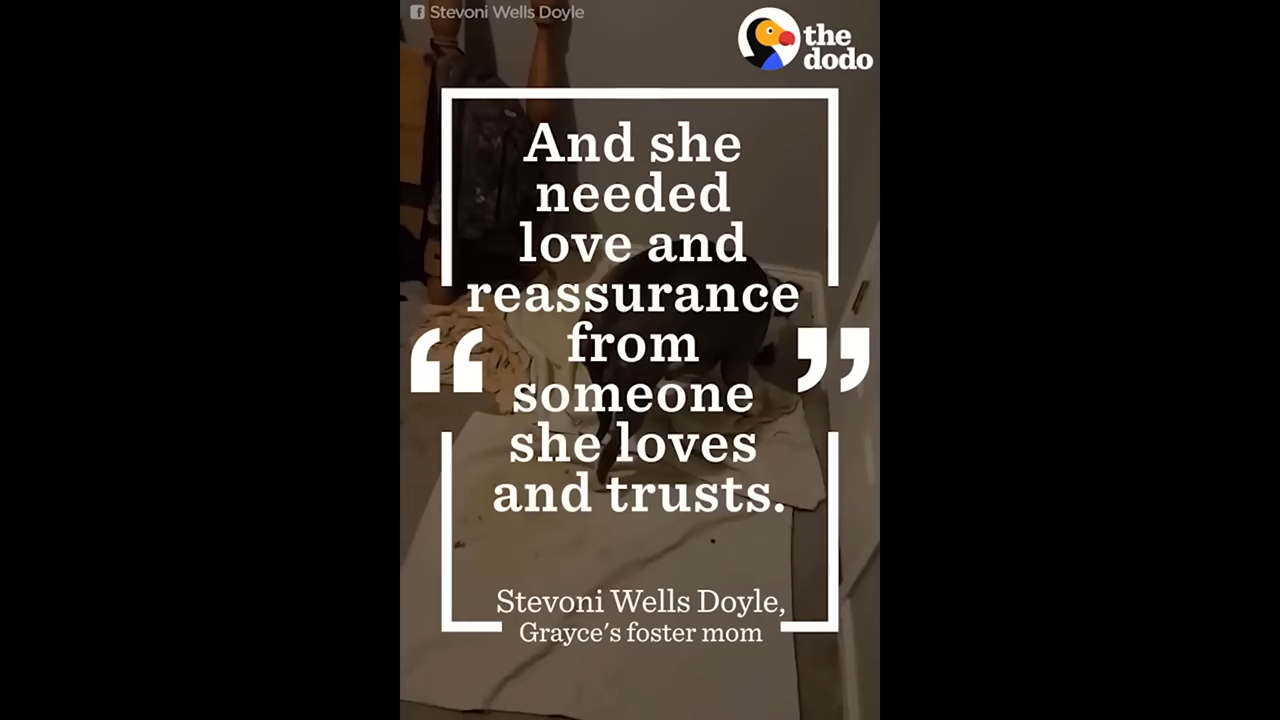 Stevoni Wells Doyle
the
dodo
And she
needed
love and
reassurance
from
“ someone ”
she loves
and trusts.
Stevoni Wells Doyle,
Grayce's foster mom